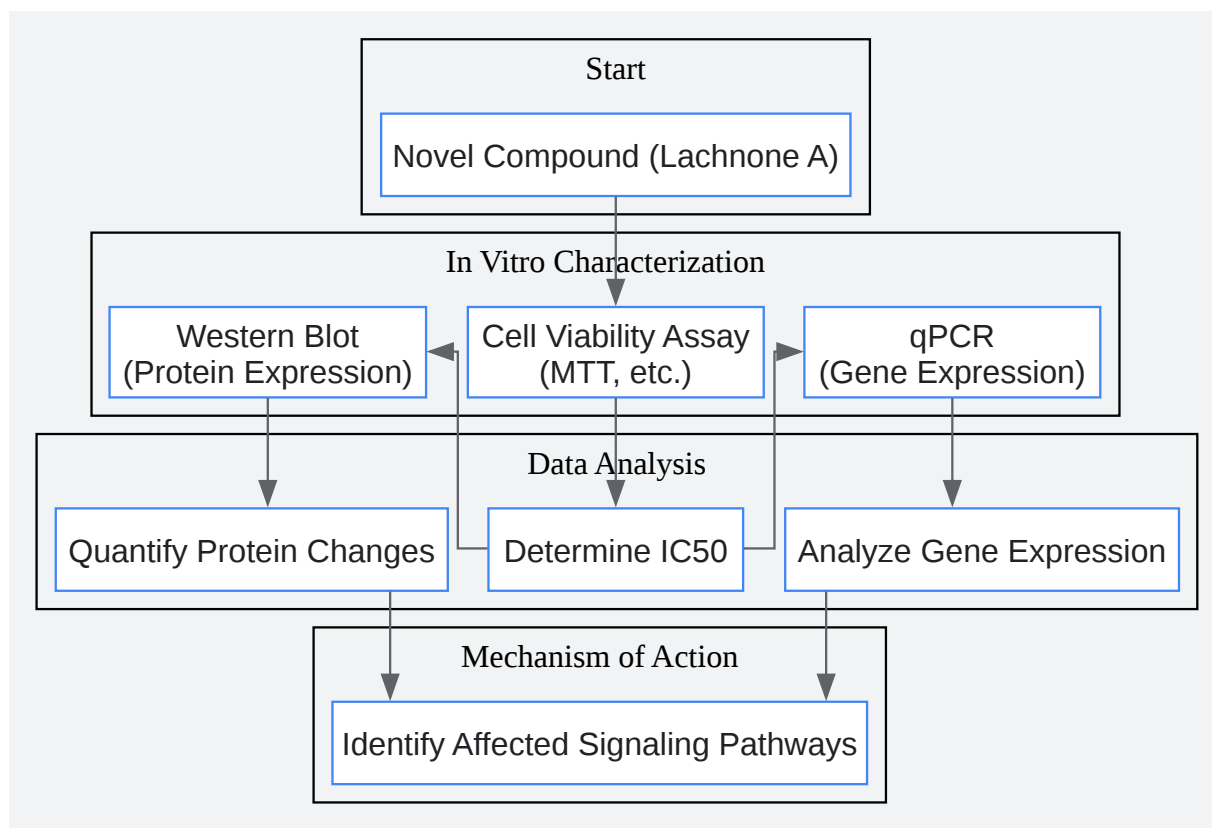 Start
Novel Compound (Lachnone A)
In Vitro Characterization
Western Blot
(Protein Expression)
Cell Viability Assay
(MTT, etc.)
qPCR
(Gene Expression)
Data Analysis
Quantify Protein Changes
Determine IC50
Analyze Gene Expression
Mechanism of Action
Identify Affected Signaling Pathways